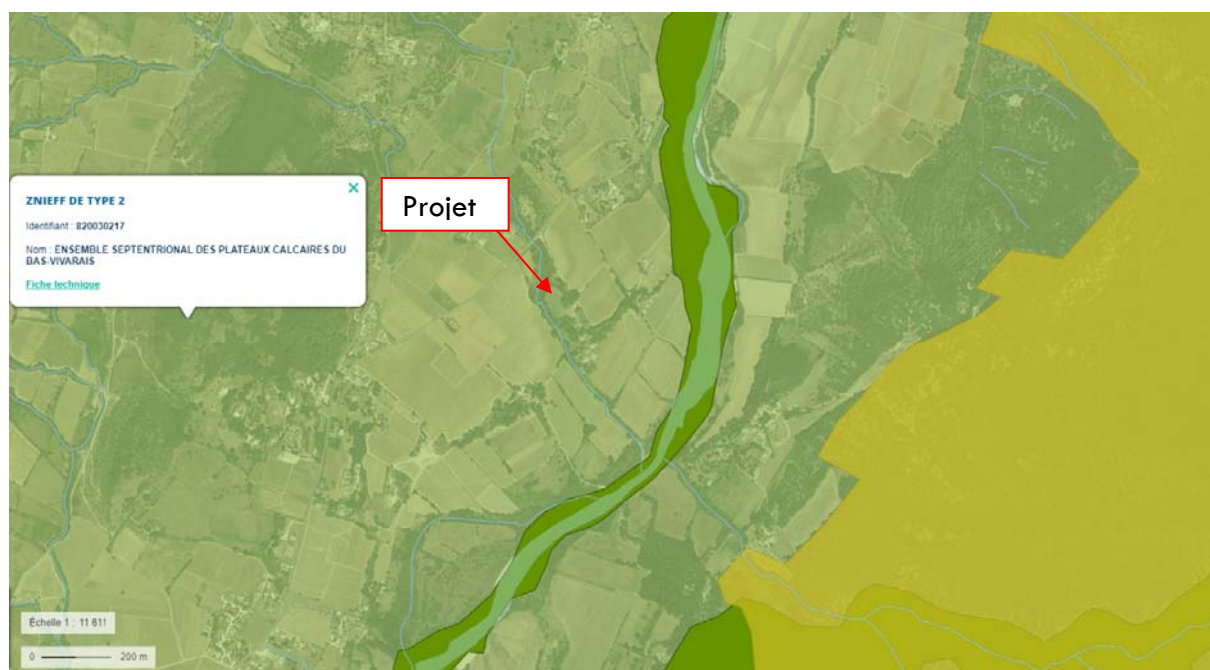 ZNIEFF DE TYPE 2
Identifiant : 820030217
Nom : ENSEMBLE SEPTENTRIONAL DES PLATEAUX CALCAIRES DU
BAS-VIVARAIS
Fiche technique
Projet
Échelle 1 : 11 611
0 200 m